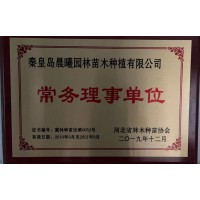 秦皇岛晨曦园林苗木种植有限公司
常务理事单位
河北省林木种苗协会
二〇一九年十二月